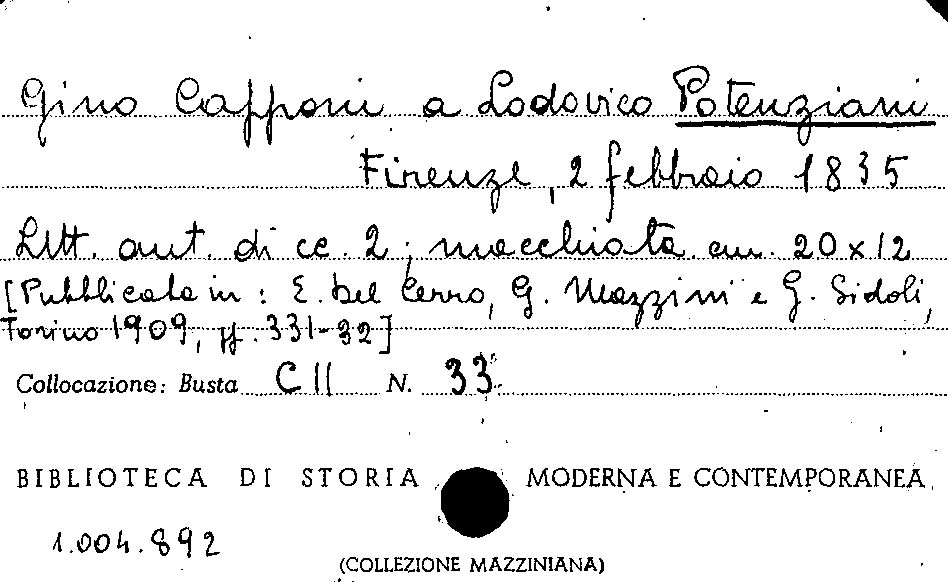 Gino Capponi a Lodovico Potenziani
Firenze, 2 febbraio 1835
Lett. aut. di cc. 2; macchiata cm. 20x12
[Pubblicata in: E. Del Cerro, G. Mazzini e G. Sidoli,
Torino 1909, pp. 331-32]
Collocazione: Busta C II N. 33
BIBLIOTECA DI STORIA MODERNA E CONTEMPORANEA
1.004.892
(COLLEZIONE MAZZINIANA)